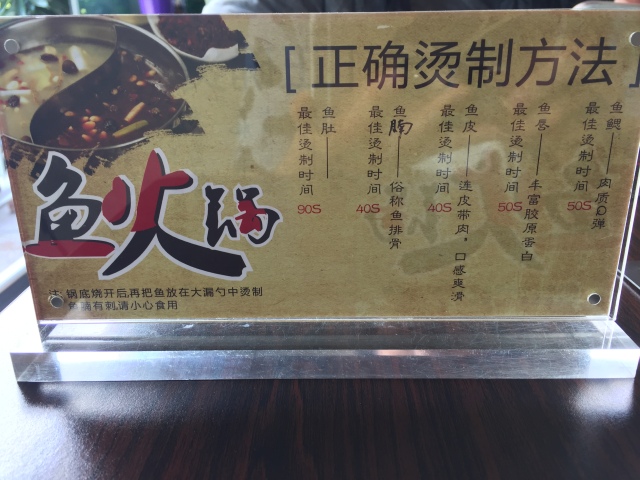 [正确烫制方法]
鱼鳃——肉质Q弹
最佳烫制时间
50S
鱼唇——丰富胶原蛋白
最佳烫制时间
50S
鱼皮——连皮带肉,口感爽滑
最佳烫制时间
40S
鱼腩——俗称鱼排骨
最佳烫制时间
40S
鱼肚——
最佳烫制时间
90S
鱼火锅
注:锅底烧开后,再把鱼放在大漏勺中烫制
鱼腩有刺,请小心食用